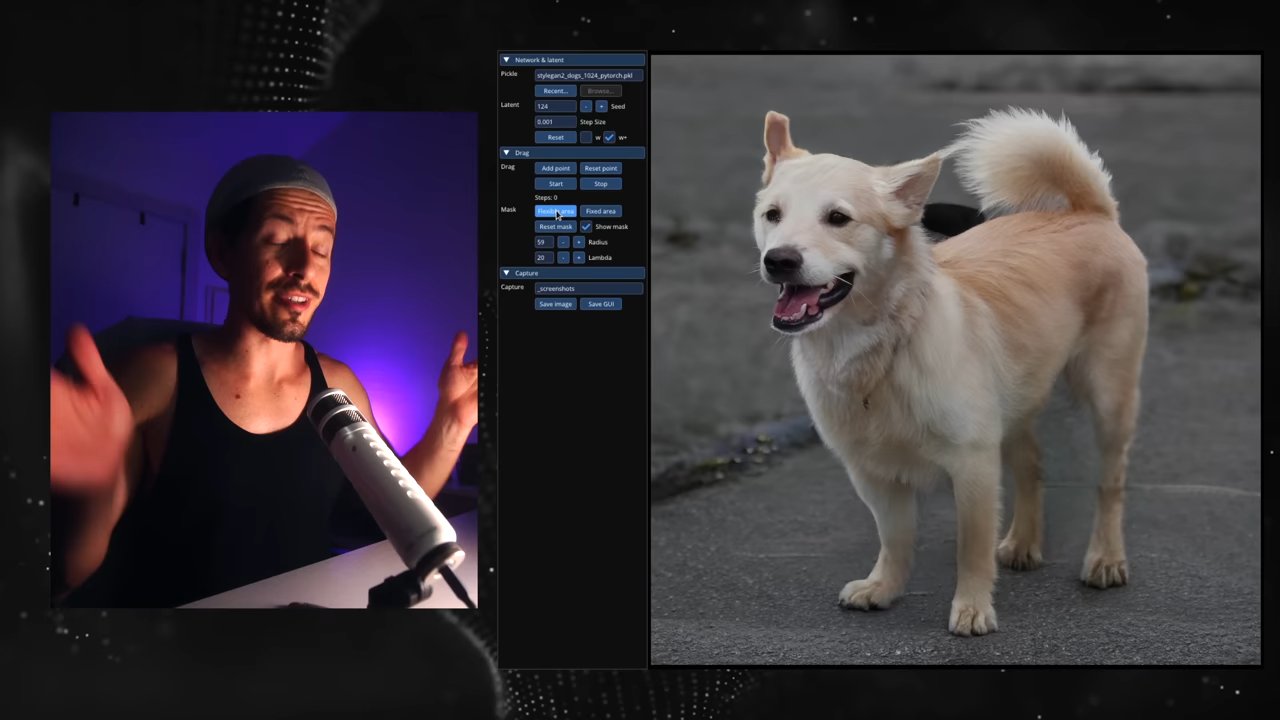 Network & latent
Pickle stylegan2_dogs_1024_pytorch.pkl
Recent... Browse...
Latent 124 - + Seed
0.001 Step Size
Reset w w+
Drag
Drag Add point Reset point
Start Stop
Steps: 0
Mask Flexible area Fixed area
Reset mask Show mask
59 - + Radius
20 - + Lambda
Capture
Capture _screenshots
Save image Save GUI